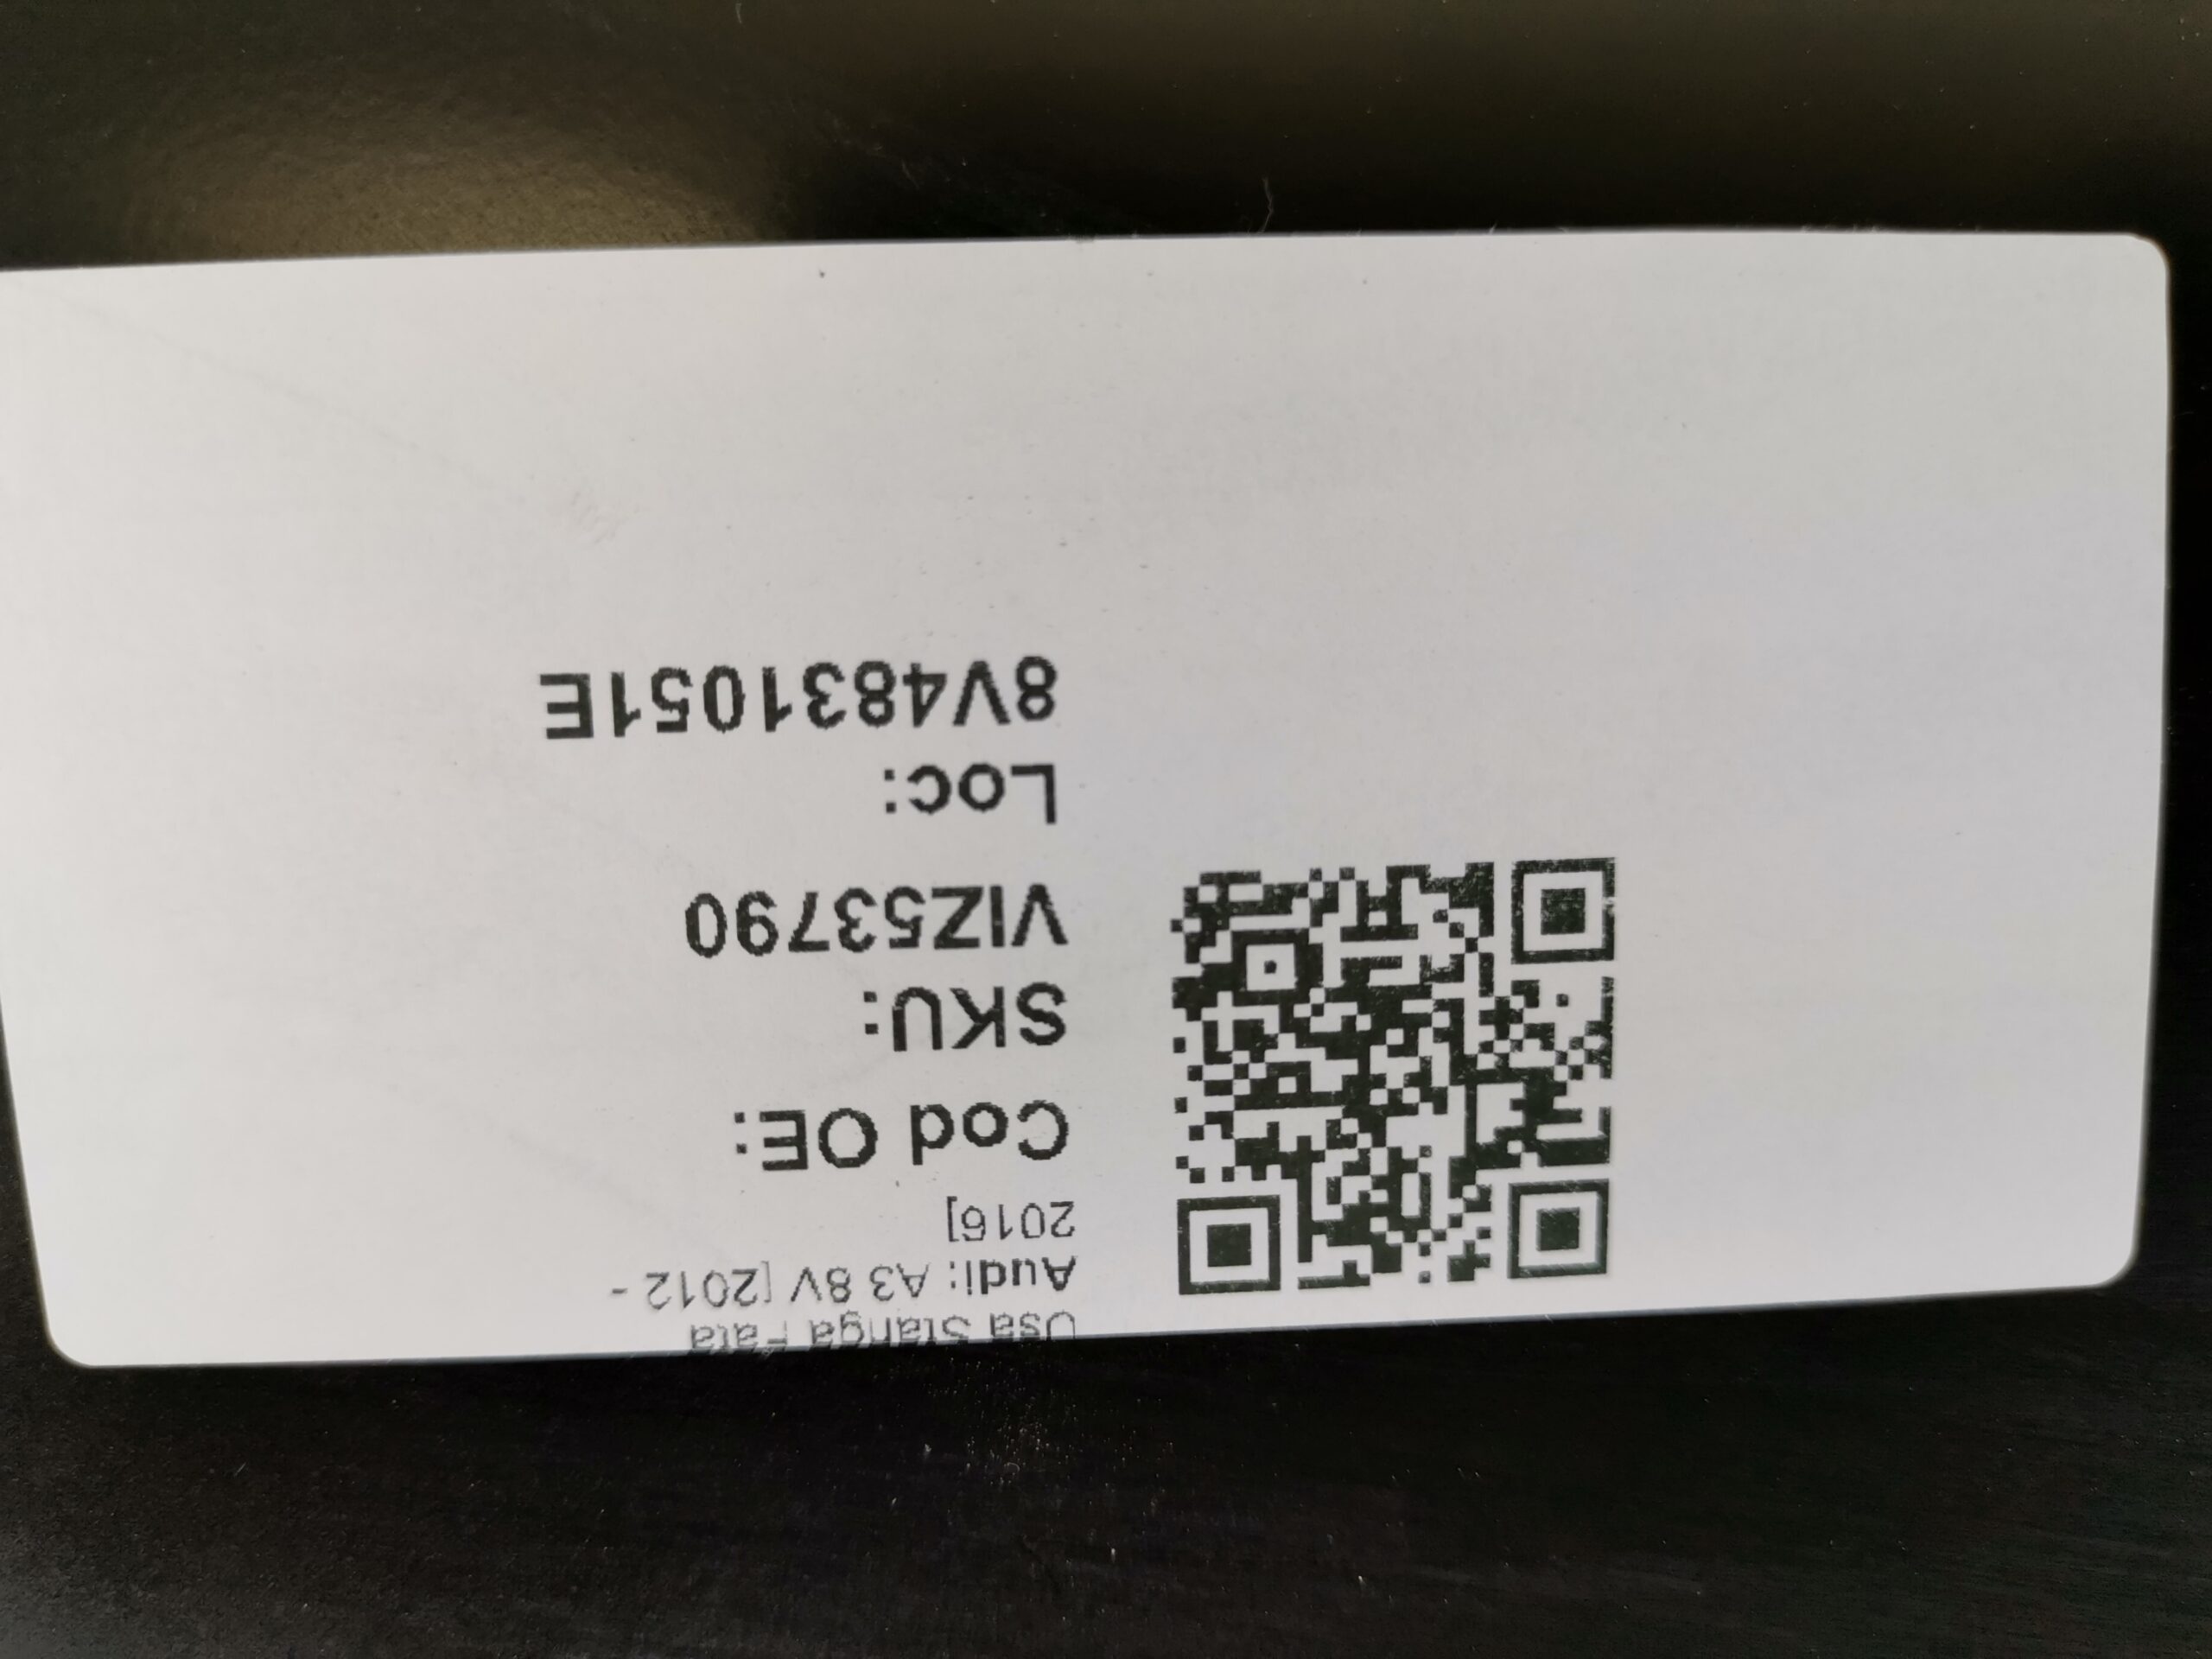 Usa Stanga Fata
Audi: A3 8V [2012 -
2016]
Cod OE:
SKU:
VIZ53790
Loc:
8V4831051E